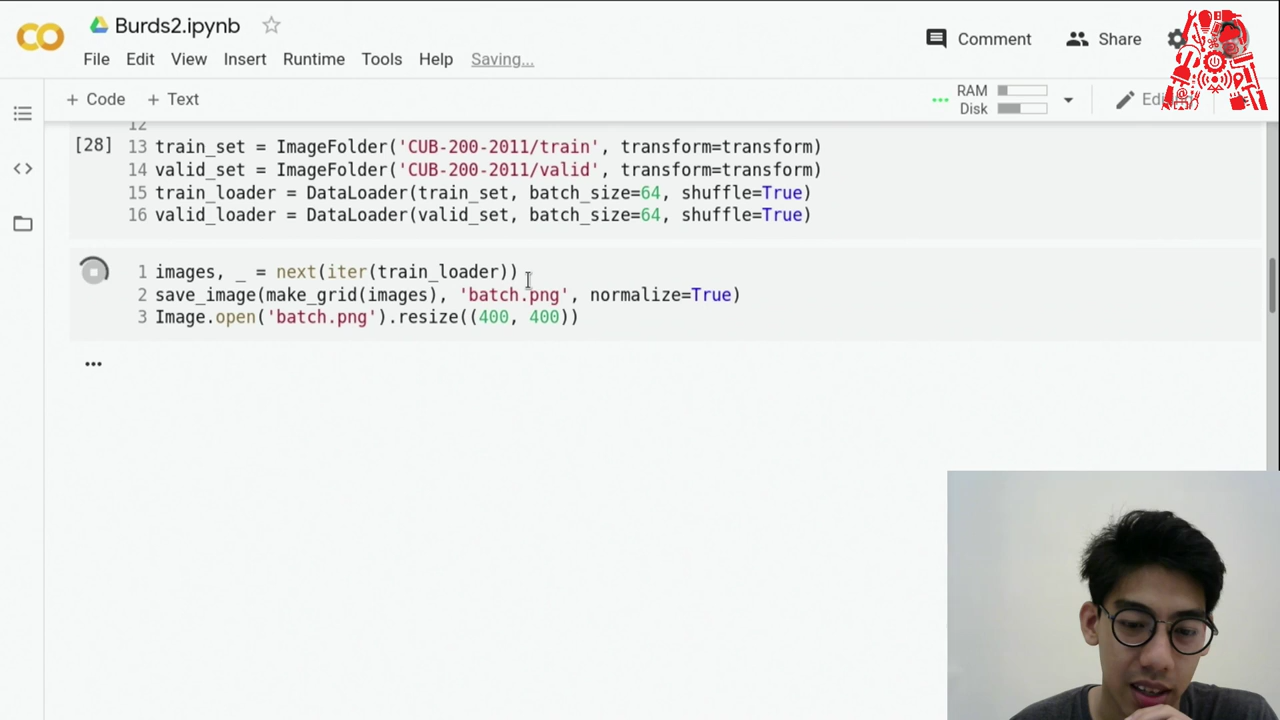 Burds2.ipynb
Comment
Share
File Edit View Insert Runtime Tools Help Saving...
+ Code + Text
RAM
Disk
12
[28] 13 train_set = ImageFolder('CUB-200-2011/train', transform=transform)
14 valid_set = ImageFolder('CUB-200-2011/valid', transform=transform)
15 train_loader = DataLoader(train_set, batch_size=64, shuffle=True)
16 valid_loader = DataLoader(valid_set, batch_size=64, shuffle=True)
1 images, _ = next(iter(train_loader))
2 save_image(make_grid(images), 'batch.png', normalize=True)
3 Image.open('batch.png').resize((400, 400))
...